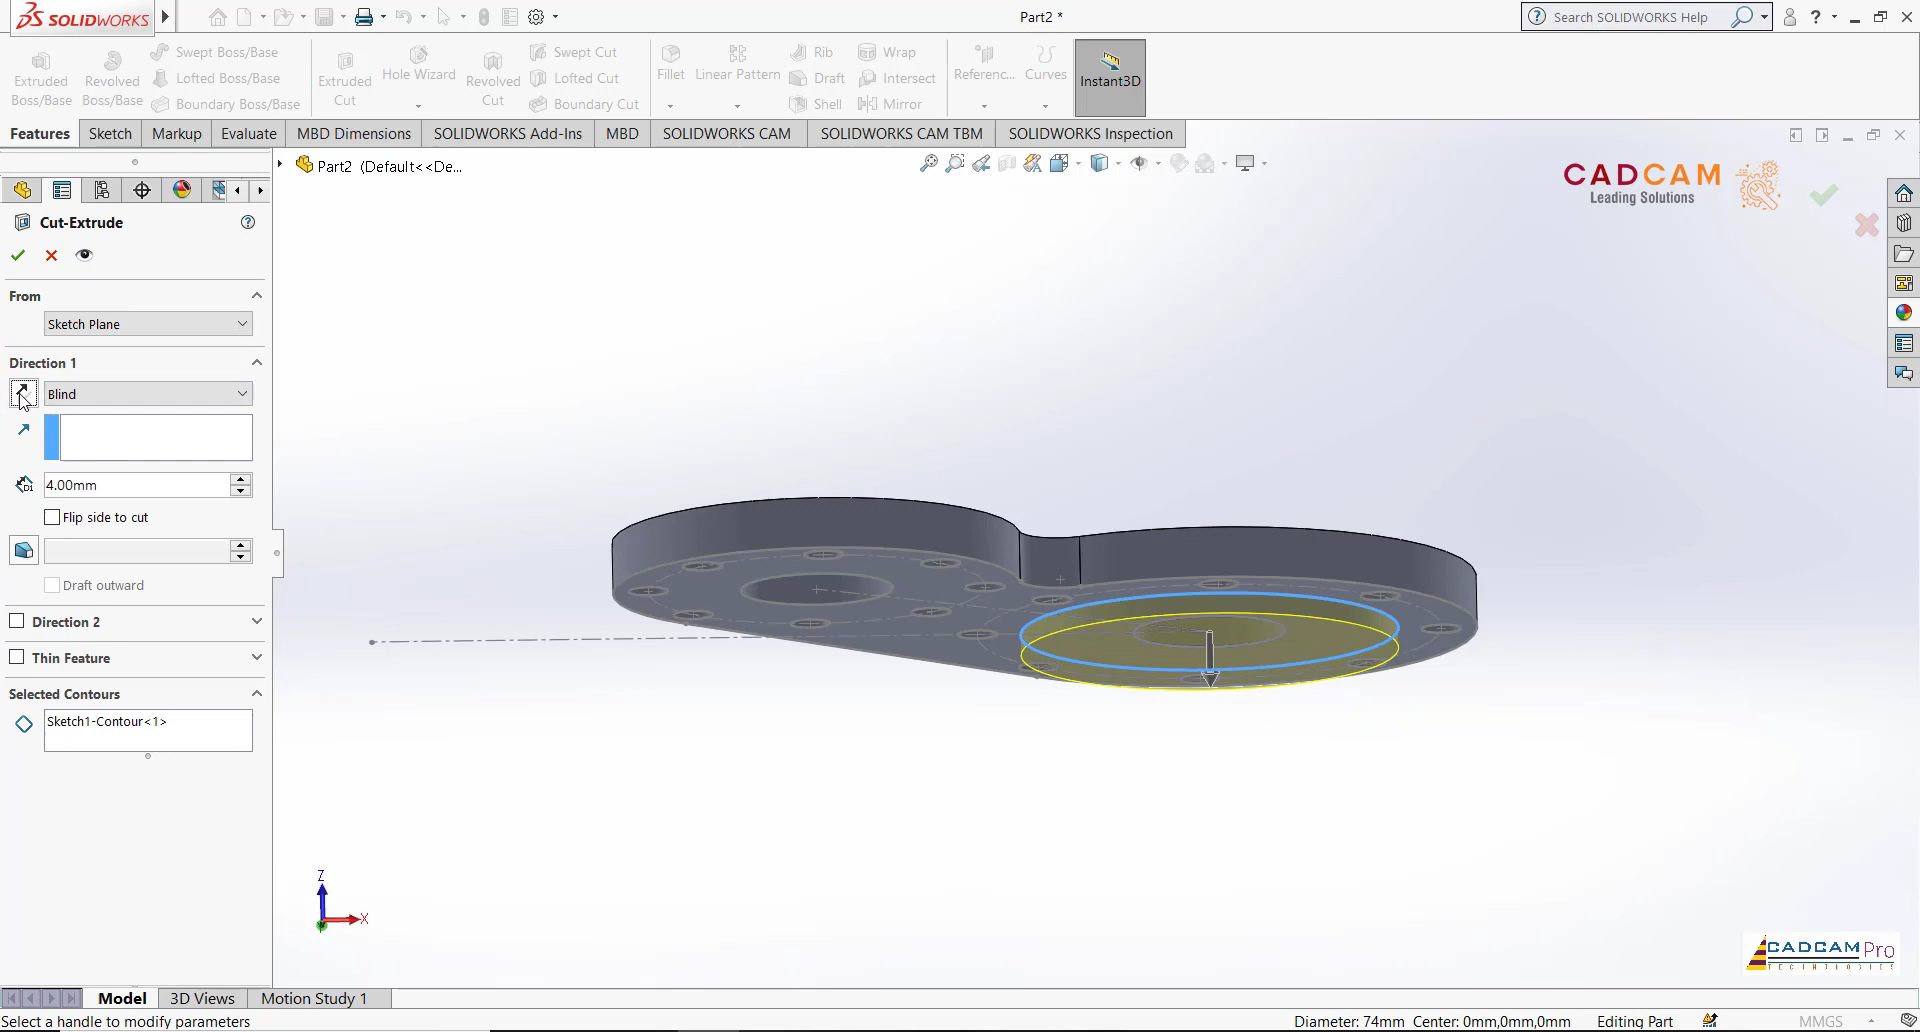 SOLIDWORKS
Part2 *
Search SOLIDWORKS Help
Extruded Boss/Base
Revolved Boss/Base
Swept Boss/Base
Lofted Boss/Base
Boundary Boss/Base
Extruded Cut
Hole Wizard
Revolved Cut
Swept Cut
Lofted Cut
Boundary Cut
Fillet
Linear Pattern
Rib
Draft
Shell
Wrap
Intersect
Mirror
Referenc...
Curves
Instant3D
Features Sketch Markup Evaluate MBD Dimensions SOLIDWORKS Add-Ins MBD SOLIDWORKS CAM SOLIDWORKS CAM TBM SOLIDWORKS Inspection
Part2 (Default<<De...
CADCAM
Leading Solutions
Cut-Extrude
From
Sketch Plane
Direction 1
Blind
D1
4.00mm
Flip side to cut
Draft outward
Direction 2
Thin Feature
Selected Contours
Sketch1-Contour<1>
Z
X
CADCAM Pro
TECHNOLOGIES
Model 3D Views Motion Study 1
Select a handle to modify parameters
Diameter: 74mm Center: 0mm,0mm,0mm Editing Part MMGS